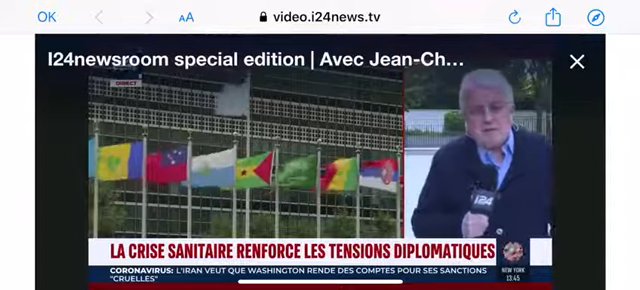 OK
AA
video.i24news.tv
I24newsroom special edition | Avec Jean-Ch...
DIRECT
i24
LA CRISE SANITAIRE RENFORCE LES TENSIONS DIPLOMATIQUES
NEW YORK
13:45
CORONAVIRUS: L'IRAN VEUT QUE WASHINGTON RENDE DES COMPTES POUR SES SANCTIONS
"CRUELLES"